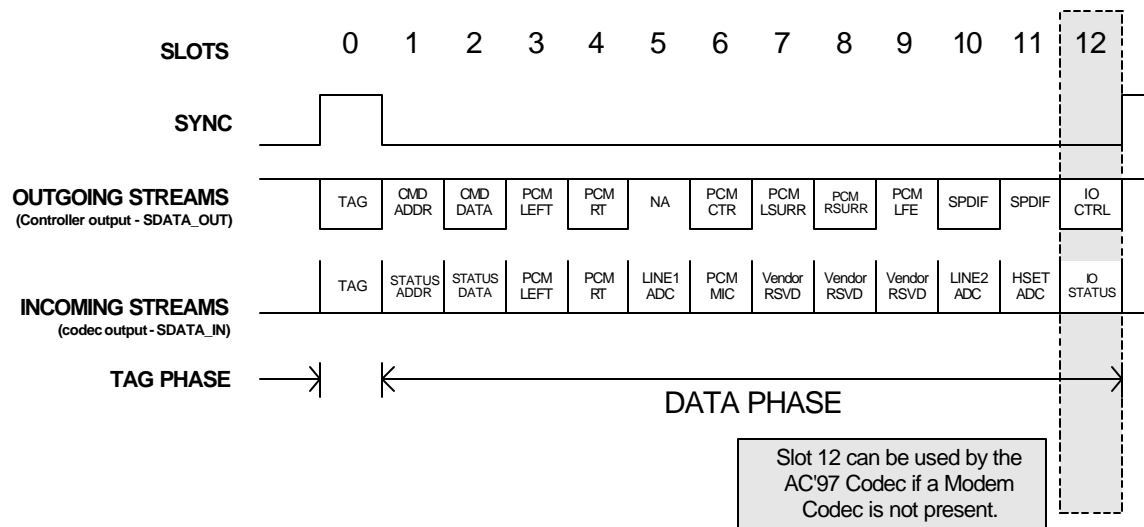 SLOTS 0 1 2 3 4 5 6 7 8 9 10 11 12
SYNC
OUTGOING STREAMS
(Controller output - SDATA_OUT)
TAG
CMD
ADDR
CMD
DATA
PCM
LEFT
PCM
RT
NA
PCM
CTR
PCM
LSURR
PCM
RSURR
PCM
LFE
SPDIF
SPDIF
IO
CTRL
INCOMING STREAMS
(codec output - SDATA_IN)
TAG
STATUS
ADDR
STATUS
DATA
PCM
LEFT
PCM
RT
LINE1
ADC
PCM
MIC
Vendor
RSVD
Vendor
RSVD
Vendor
RSVD
LINE2
ADC
HSET
ADC
IO
STATUS
TAG PHASE
DATA PHASE
Slot 12 can be used by the
AC'97 Codec if a Modem
Codec is not present.